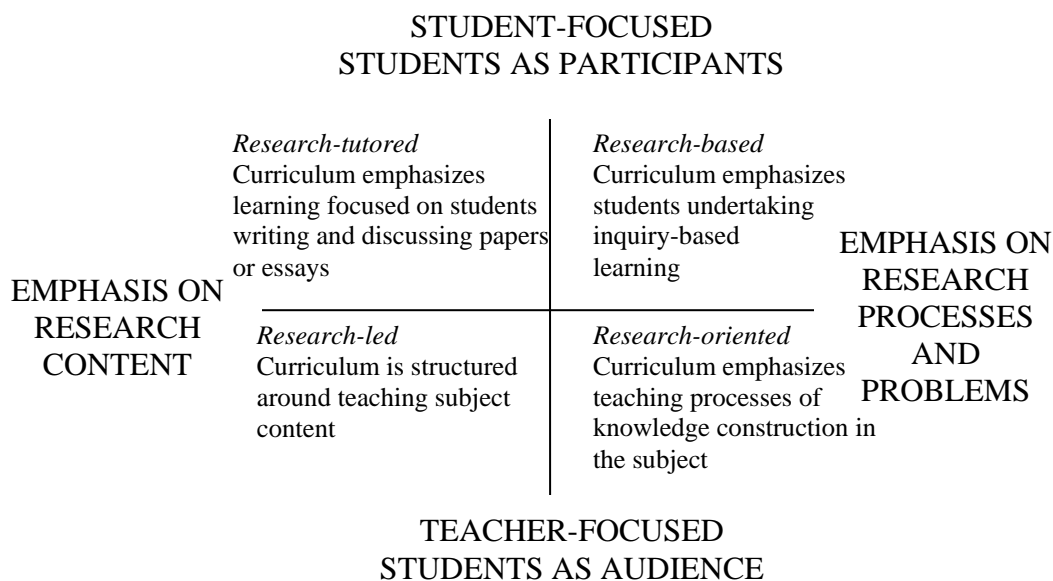 STUDENT-FOCUSED
STUDENTS AS PARTICIPANTS
Research-tutored
Curriculum emphasizes
learning focused on students
writing and discussing papers
or essays
Research-based
Curriculum emphasizes
students undertaking
inquiry-based
learning
EMPHASIS ON
RESEARCH
CONTENT
EMPHASIS ON
RESEARCH
PROCESSES
AND
PROBLEMS
Research-led
Curriculum is structured
around teaching subject
content
Research-oriented
Curriculum emphasizes
teaching processes of
knowledge construction in
the subject
TEACHER-FOCUSED
STUDENTS AS AUDIENCE